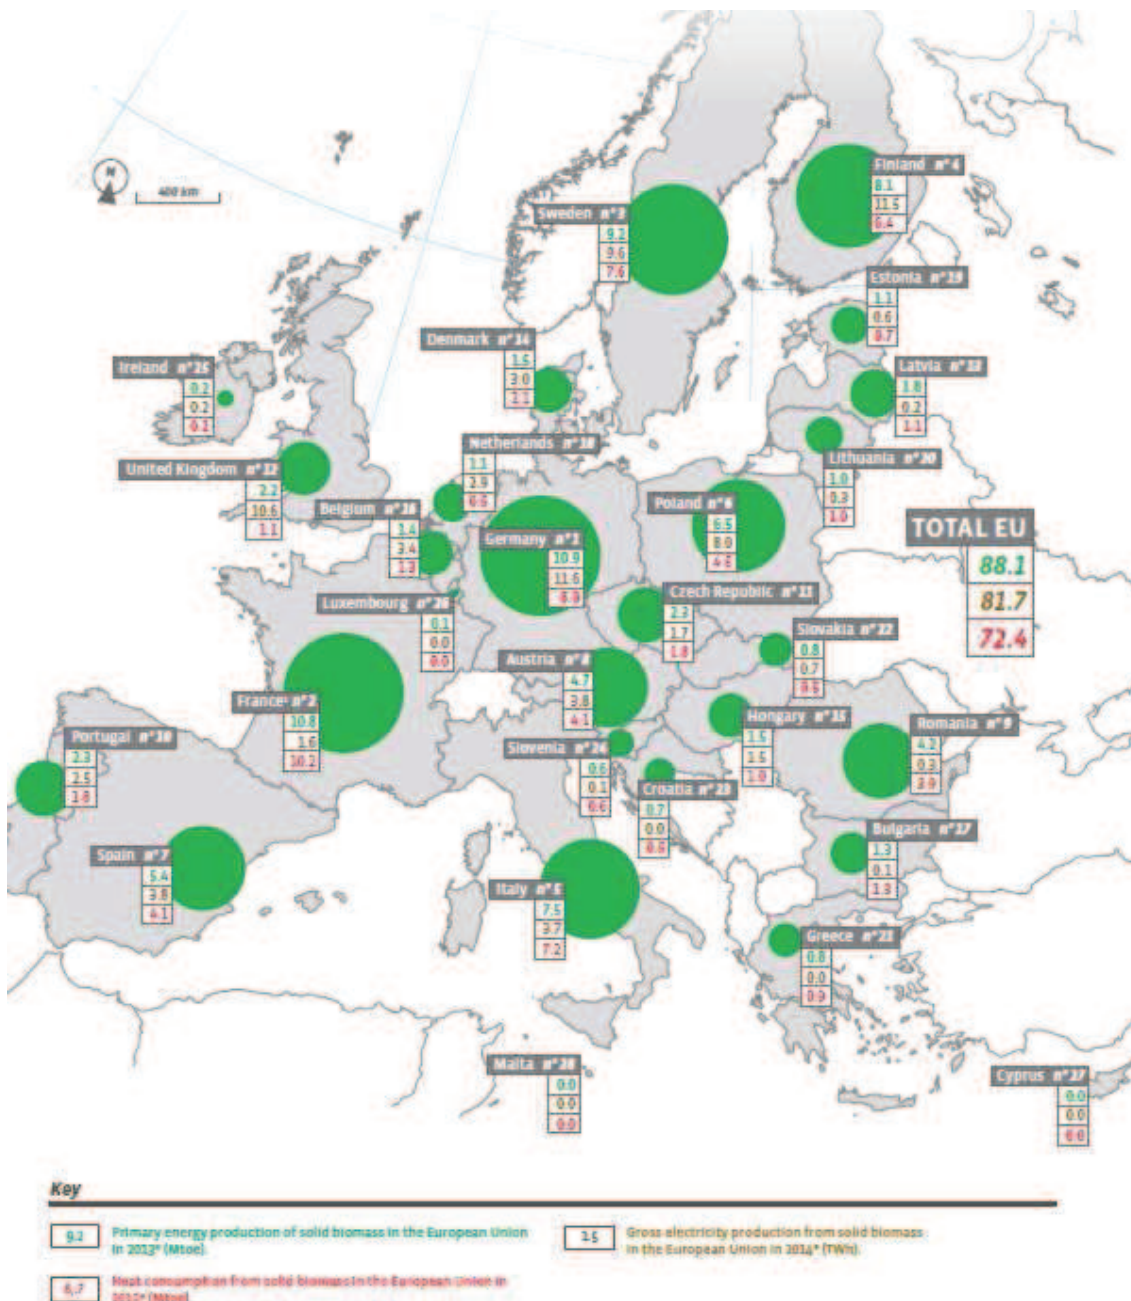 N
400 km
Finland n°4
8.1
11.5
6.4
Sweden n°3
9.2
9.6
7.6
Estonia n°19
1.1
0.6
0.7
Denmark n°14
1.5
3.0
Ireland n°25
0.2
0.2
0.2
Latvia n°13
1.8
0.2
1.1
Netherlands n°18
1.1
2.9
0.6
Lithuania n°20
1.0
0.3
1.0
United Kingdom n°12
2.2
10.6
1.1
Belgium n°16
1.4
3.4
1.3
Poland n°6
6.5
8.0
Germany n°1
10.9
11.6
TOTAL EU
88.1
81.7
72.4
Luxembourg n°26
0.1
0.0
0.0
Czech Republic n°11
2.3
1.7
1.8
Slovakia n°22
0.8
0.7
Austria n°8
4.7
3.8
4.1
France n°2
10.8
1.6
10.2
Hongary n°15
1.5
1.5
1.0
Romania n°9
4.2
0.3
3.9
Portugal n°10
2.3
2.5
1.8
Slovenia n°24
0.6
0.1
0.6
Croatia n°23
0.7
0.0
Bulgaria n°17
1.3
0.1
1.3
Spain n°7
5.4
3.8
4.1
Italy n°5
7.5
3.7
7.2
Greece n°21
0.8
0.0
0.9
Malta n°28
0.0
0.0
0.0
Cyprus n°27
0.0
0.0
0.0
Key
9.2 Primary energy production of solid biomass in the European Union
in 2013* (Mtoe).
Gross electricity production from solid biomass
in the European Union in 2014* (TWh).
6,7 Heat consumption from solid biomass in the European Union in